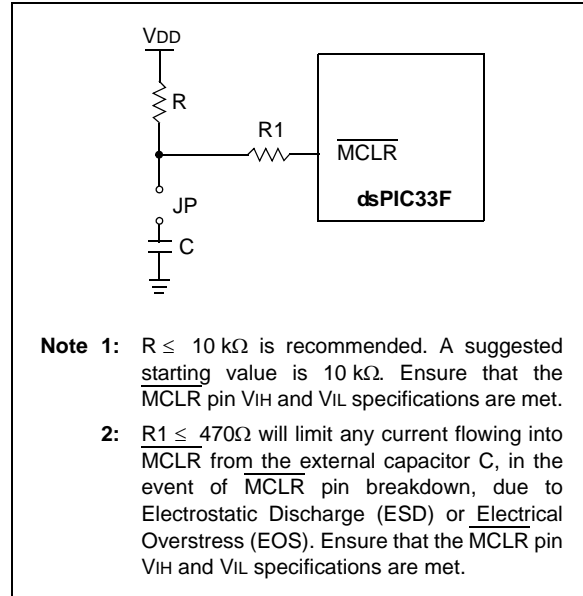 VDD
R
R1
MCLR
dsPIC33F
JP
C
Note 1: R ≤ 10 kΩ is recommended. A suggested
starting value is 10 kΩ. Ensure that the
MCLR pin VIH and VIL specifications are met.
2: R1 ≤ 470Ω will limit any current flowing into
MCLR from the external capacitor C, in the
event of MCLR pin breakdown, due to
Electrostatic Discharge (ESD) or Electrical
Overstress (EOS). Ensure that the MCLR pin
VIH and VIL specifications are met.